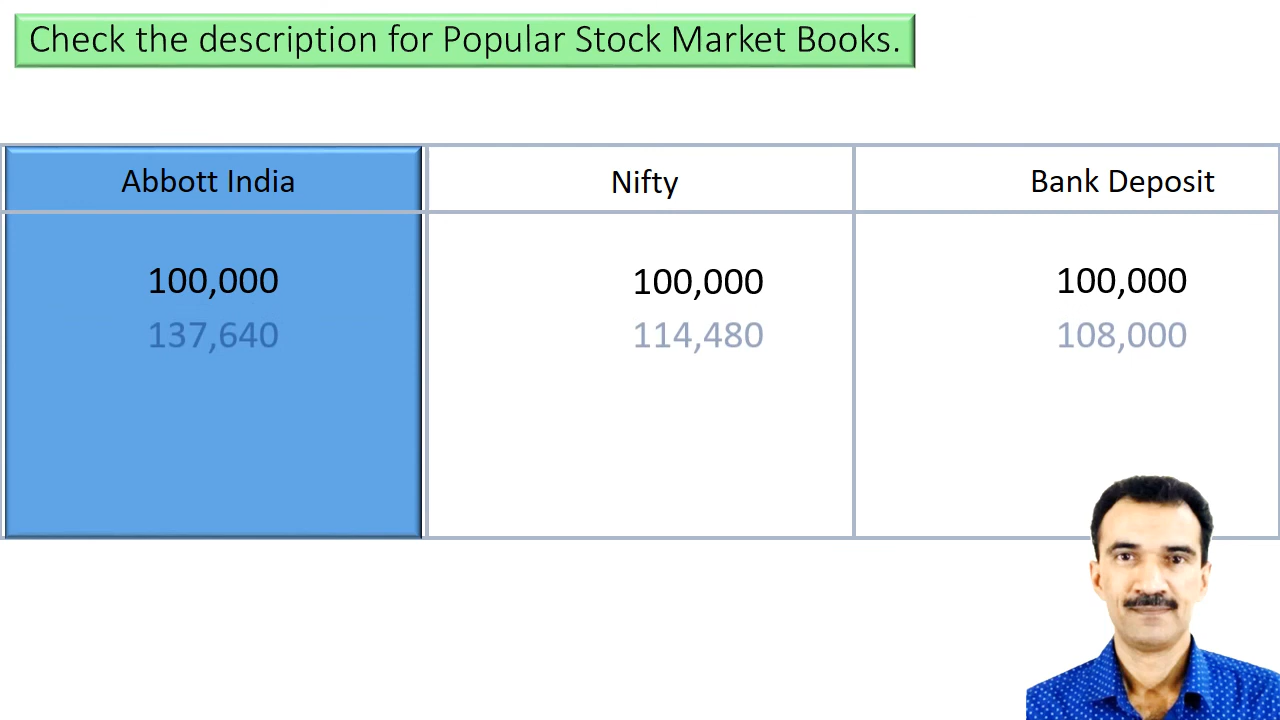 Check the description for Popular Stock Market Books.
Abbott India Nifty Bank Deposit
100,000 100,000 100,000
137,640 114,480 108,000